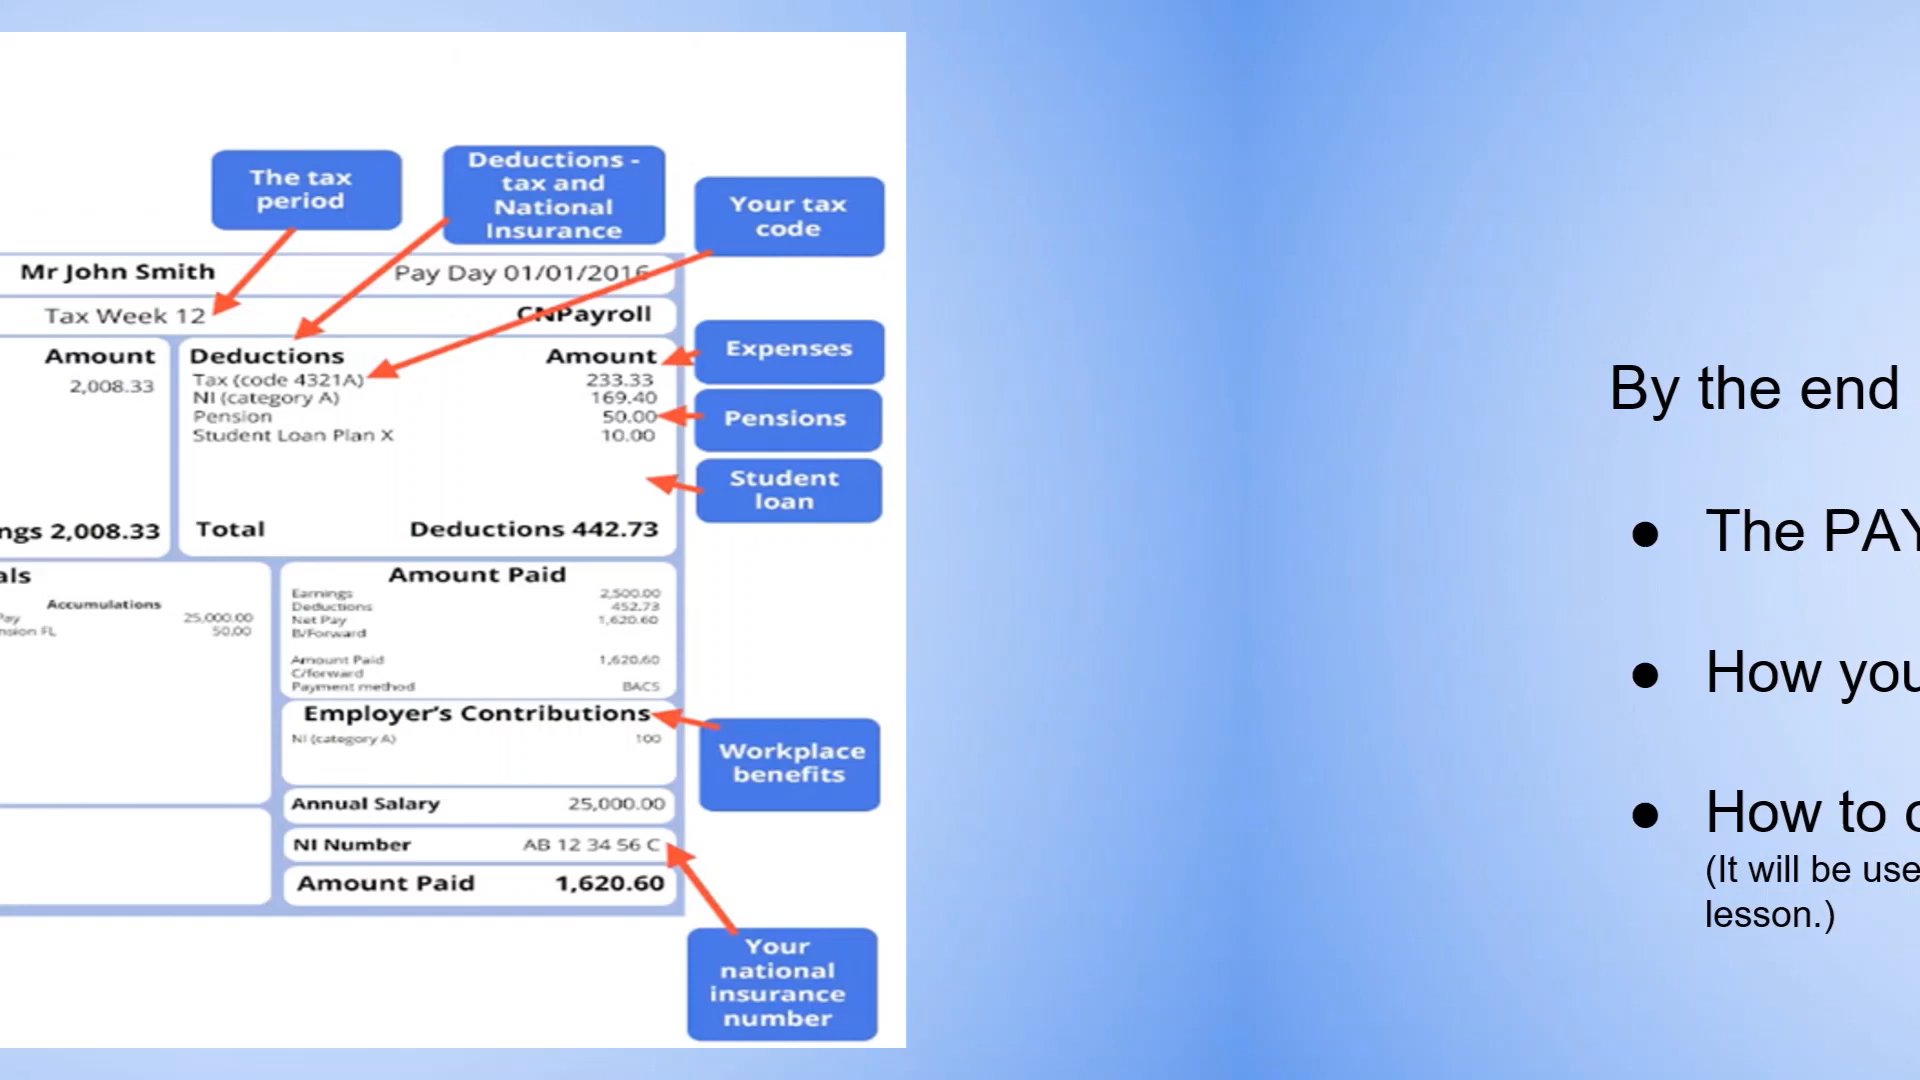 The tax
period
Deductions -
tax and
National
Insurance
Your tax
code
Mr John Smith
Pay Day 01/01/2016
Tax Week 12
CNPayroll
Amount
2,008.33
Deductions
Amount
Tax (code 4321A)
233.33
NI (category A)
169.40
Pension
50.00
Student Loan Plan X
10.00
Expenses
Pensions
Student
loan
ngs 2,008.33
Total
Deductions 442.73
als
Accumulations
Pay
25,000.00
nsion FL
50.00
Amount Paid
Earnings
2,500.00
Deductions
452.73
Net Pay
1,620.60
B/Forward
Amount Paid
1,620.60
C/forward
Payment method
BACS
Employer's Contributions
NI (category A)
100
Workplace
benefits
Annual Salary
25,000.00
NI Number
AB 12 34 56 C
Amount Paid
1,620.60
Your
national
insurance
number
By the end
● The PAY
● How you
● How to
(It will be use
lesson.)